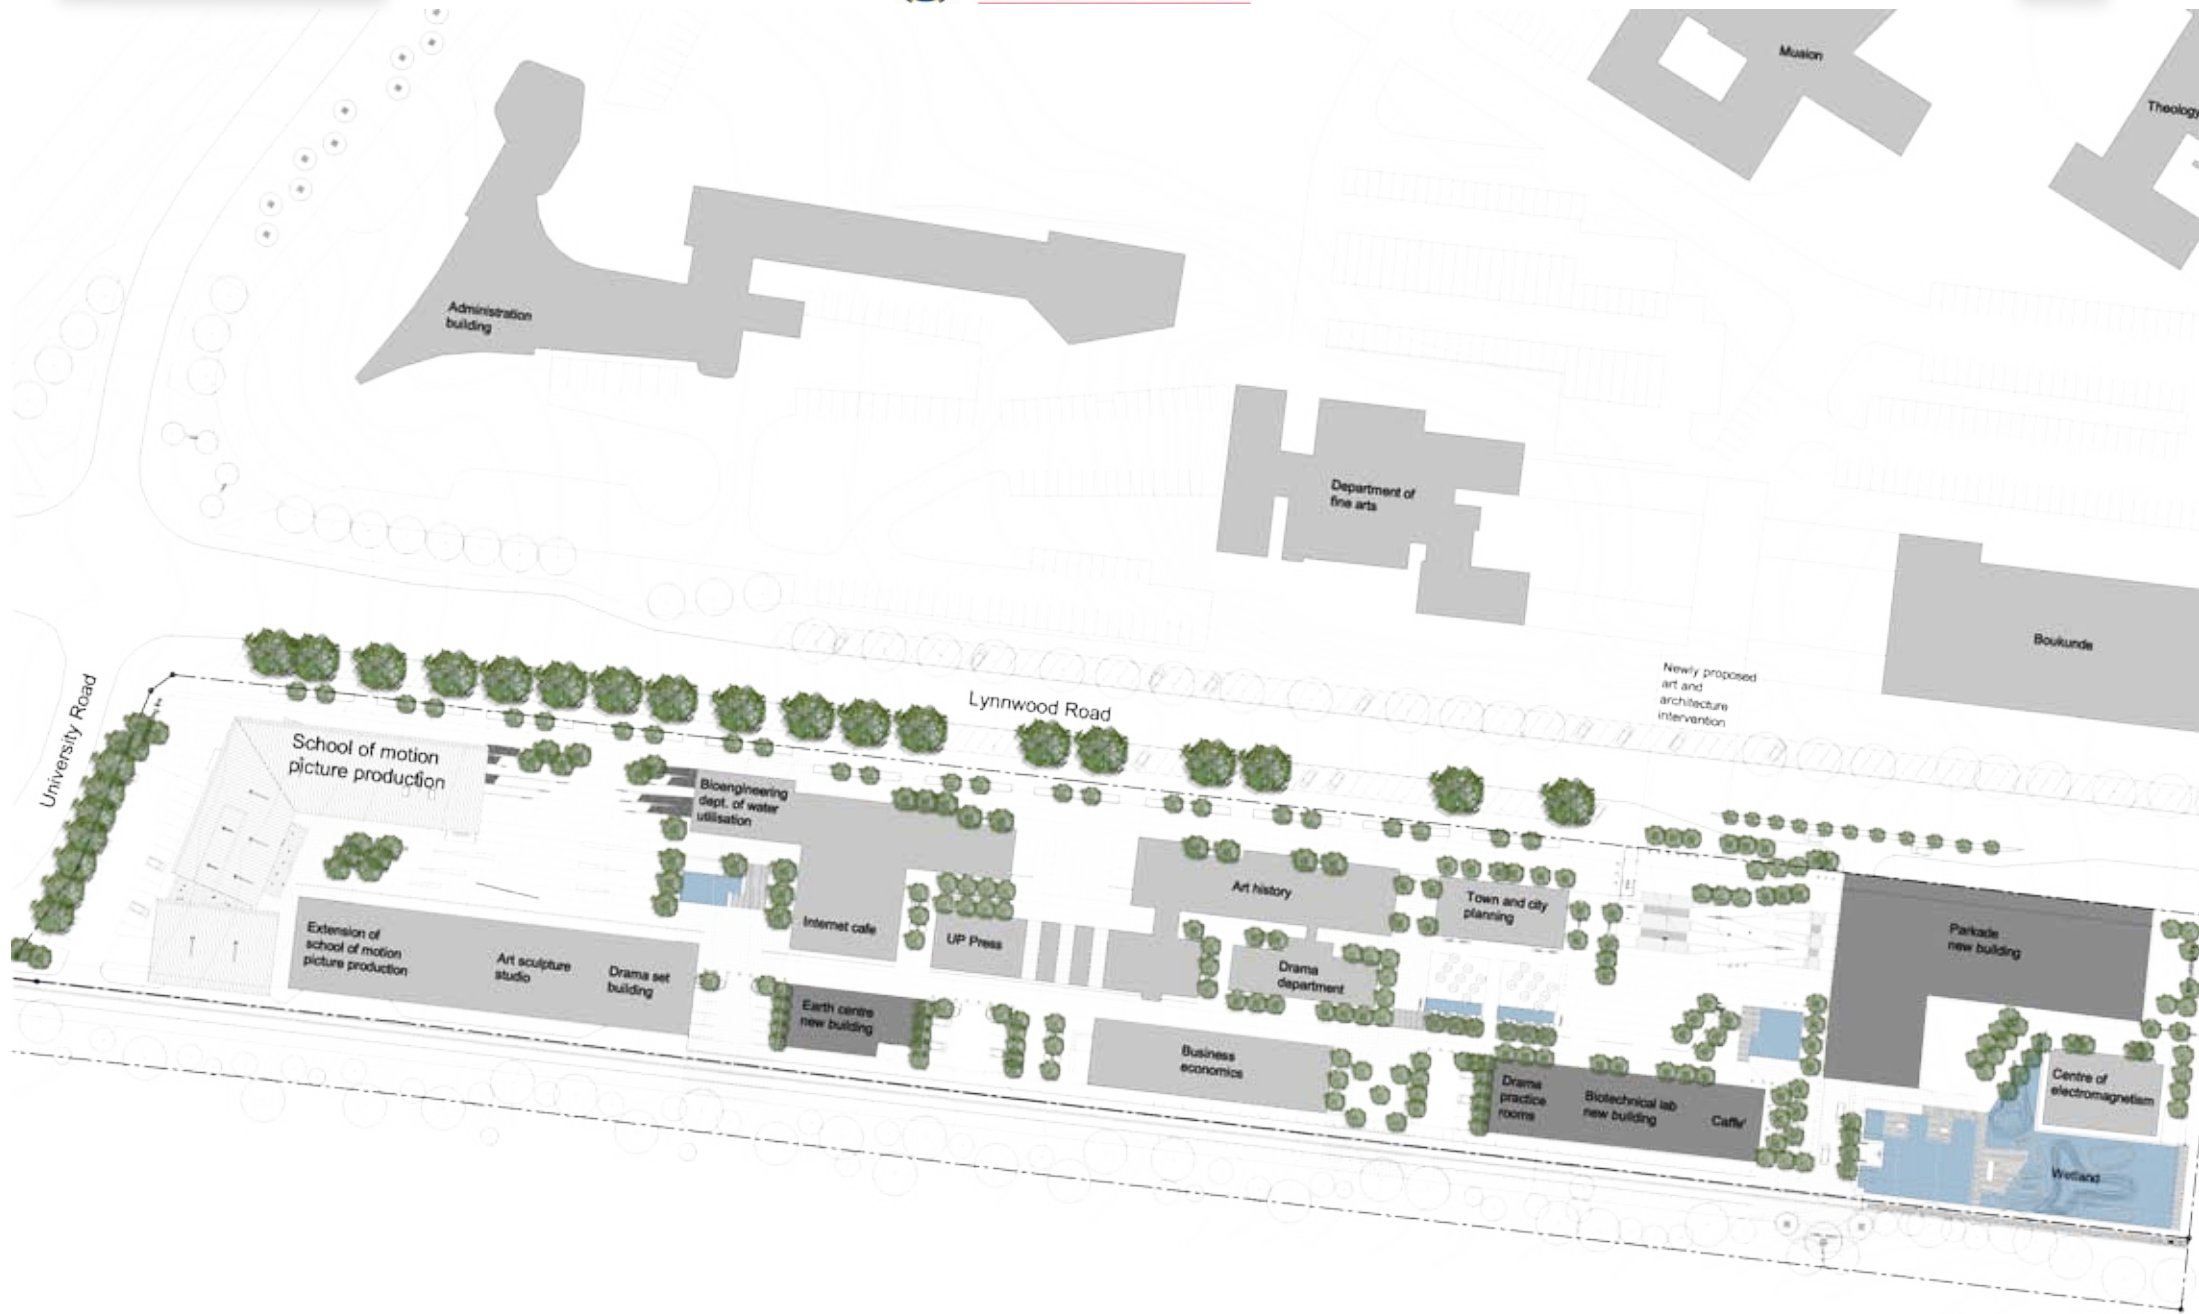 Musion
Theology
Administration
building
Department of
fine arts
Boukunde
Newly proposed
art and
architecture
intervention
Lynnwood Road
University Road
School of motion
picture production
Bioengineering
dept. of water
utilisation
Art history
Town and city
planning
Internet cafe
UP Press
Parkade
new building
Extension of
school of motion
picture production
Art sculpture
studio
Drama set
building
Drama
department
Earth centre
new building
Business
economics
Drama
practice
rooms
Biotechnical lab
new building
Caffe'
Centre of
electromagnetism
Wetland